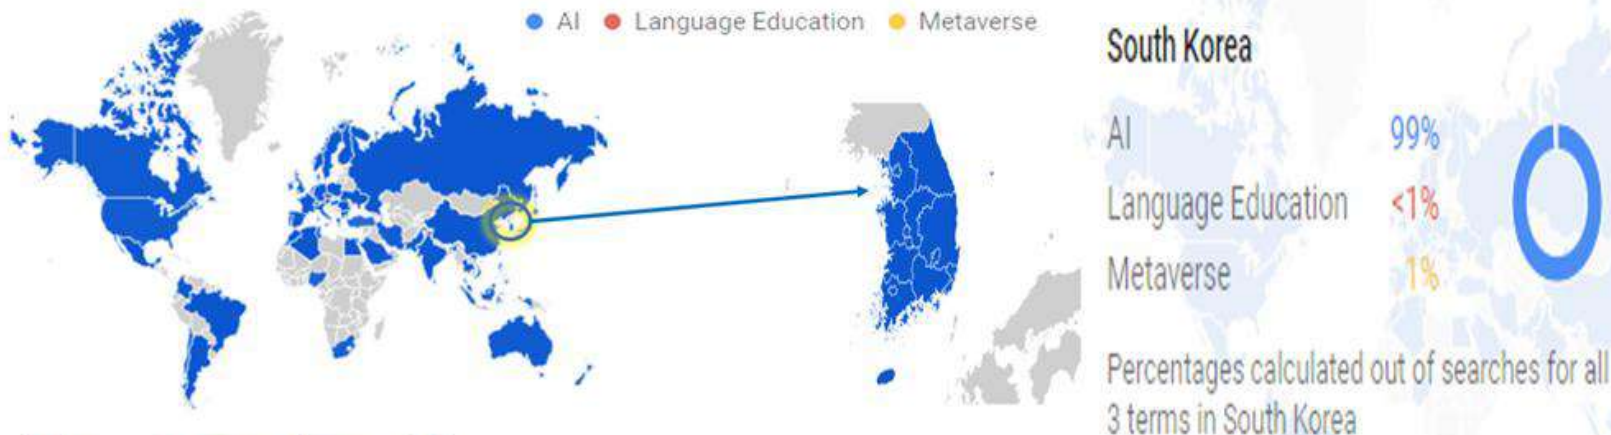 AI Language Education Metaverse
South Korea
AI 99%
Language Education <1%
Metaverse 1%
Percentages calculated out of searches for all
3 terms in South Korea